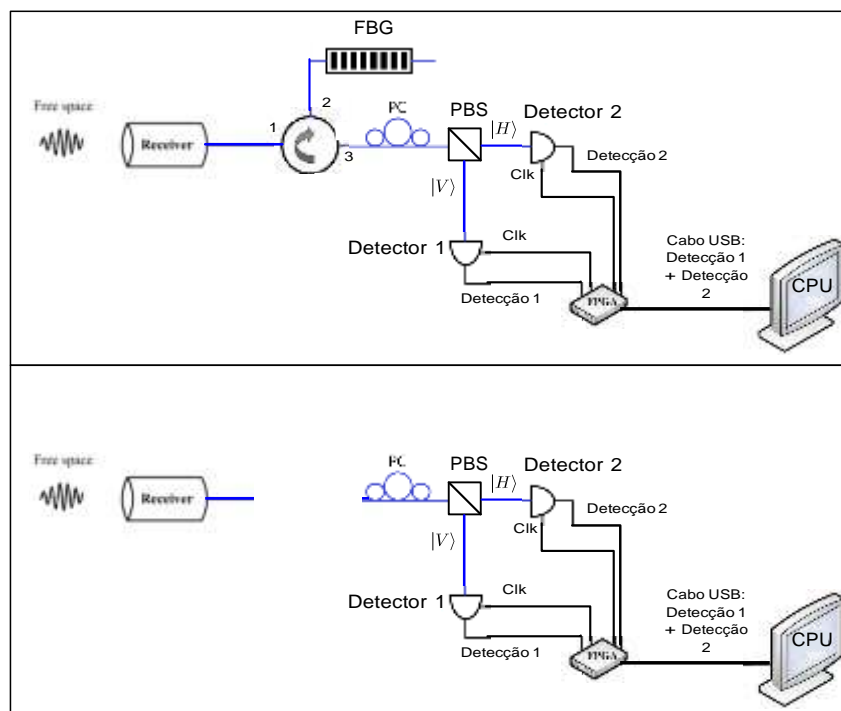 FBG
Free space
Receiver
1
2
3
PC
PBS
|H⟩
Detector 2
Detecção 2
Clk
|V⟩
Detector 1
Clk
Detecção 1
FPGA
Cabo USB:
Detecção 1
+ Detecção
2
CPU
Free space
Receiver
PC
PBS
|H⟩
Detector 2
Detecção 2
Clk
|V⟩
Detector 1
Clk
Detecção 1
FPGA
Cabo USB:
Detecção 1
+ Detecção
2
CPU